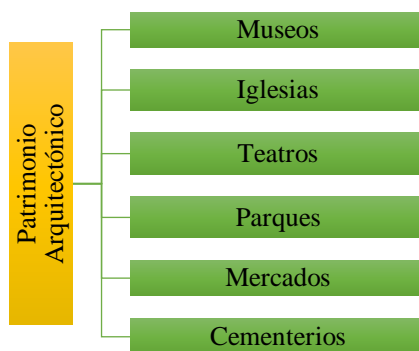 Patrimonio
Arquitectónico
Museos
Iglesias
Teatros
Parques
Mercados
Cementerios